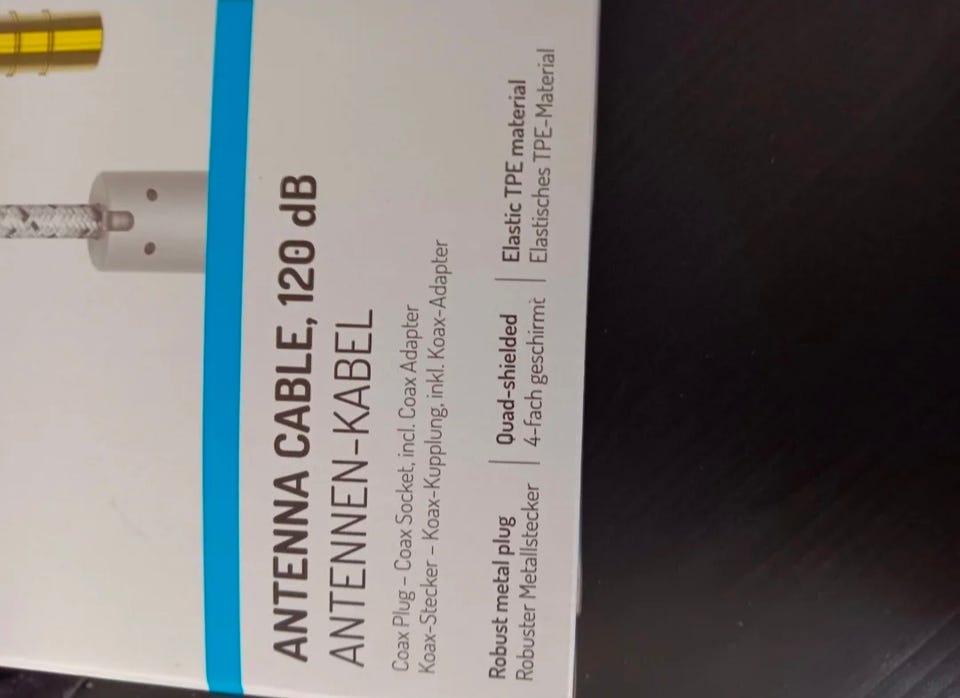 ANTENNA CABLE, 120 dB
ANTENNEN-KABEL
Coax Plug – Coax Socket, incl. Coax Adapter
Koax-Stecker – Koax-Kupplung, inkl. Koax-Adapter
Robust metal plug | Quad-shielded | Elastic TPE material
Robuster Metallstecker | 4-fach geschirmt | Elastisches TPE-Material